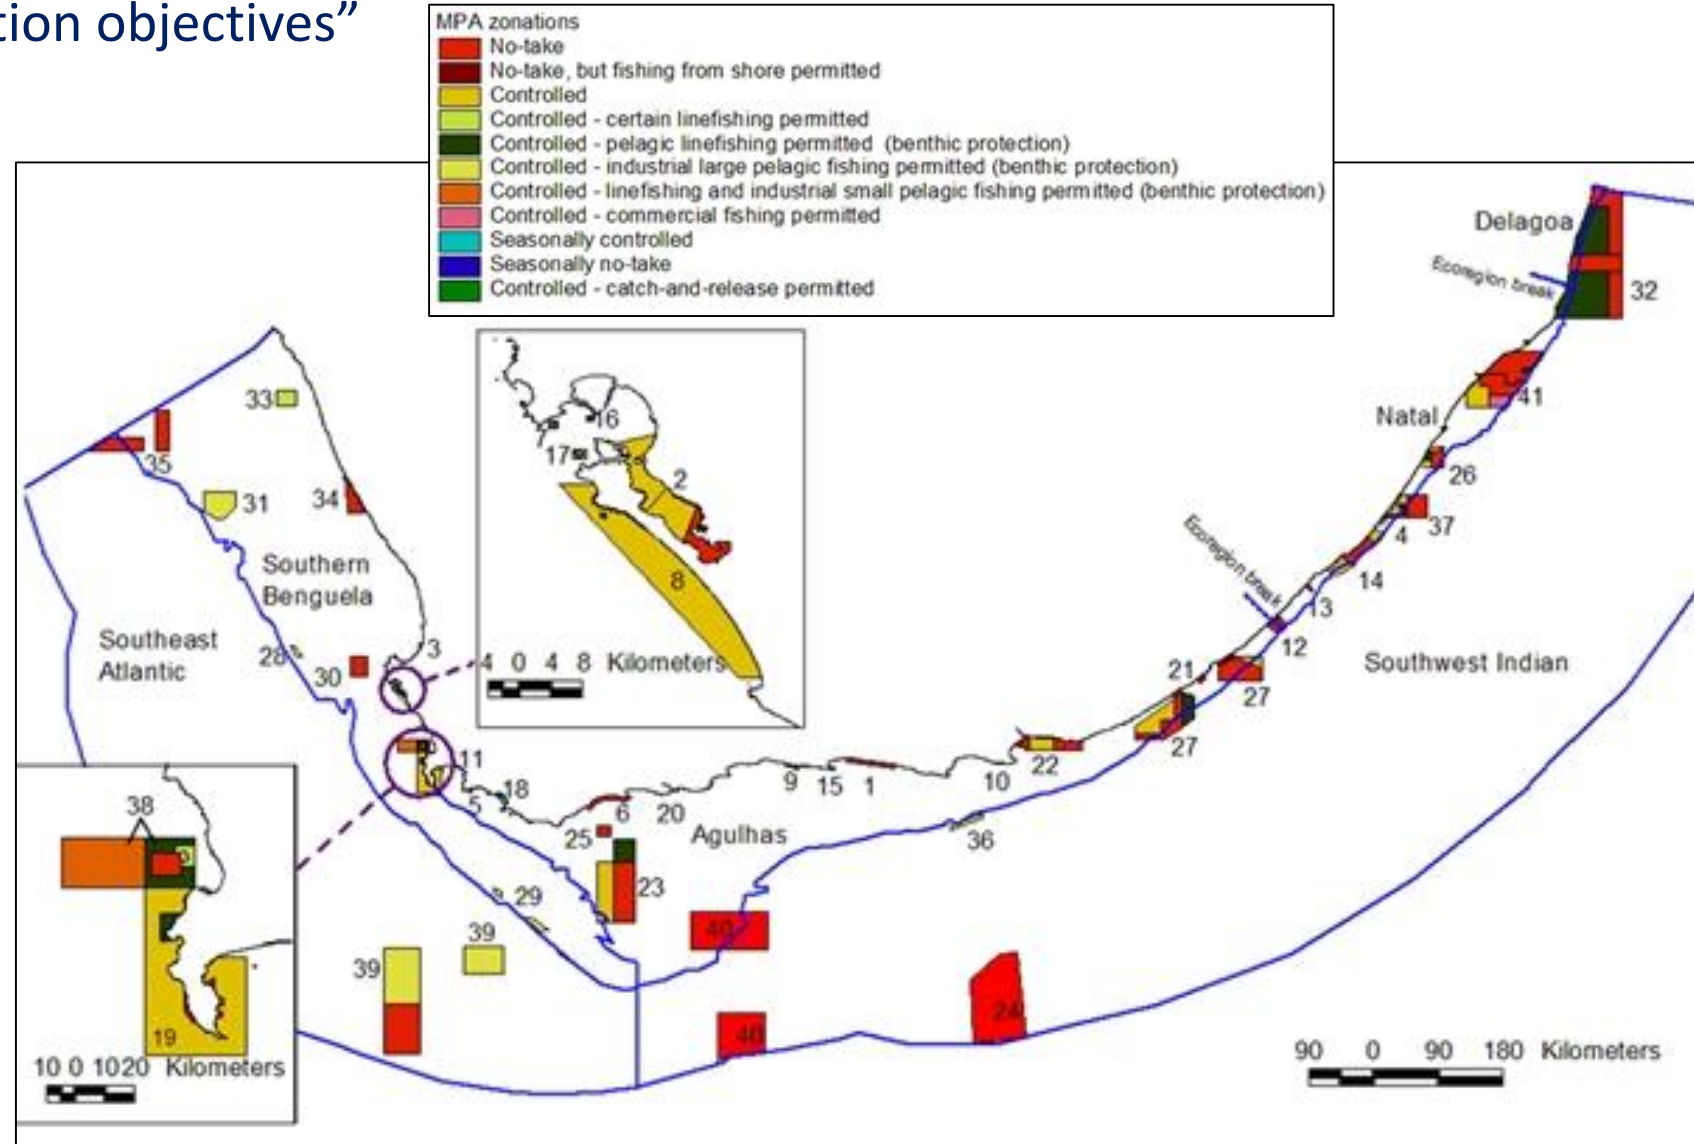 tion objectives”
MPA zonations
No-take
No-take, but fishing from shore permitted
Controlled
Controlled - certain linefishing permitted
Controlled - pelagic linefishing permitted (benthic protection)
Controlled - industrial large pelagic fishing permitted (benthic protection)
Controlled - linefishing and industrial small pelagic fishing permitted (benthic protection)
Controlled - commercial fishing permitted
Seasonally controlled
Seasonally no-take
Controlled - catch-and-release permitted
Delagoa
Ecoregion break
32
33
41
Natal
16
17
2
35
31
34
26
37
4
Ecoregion break
14
8
13
Southern
Benguela
Southeast
Atlantic
28
30
3
4 0 4 8 Kilometers
12
Southwest Indian
21
27
27
11
18
5
6
20
9
15
1
10
22
25
Agulhas
36
38
23
29
39
39
40
24
40
19
10 0 10 20 Kilometers
90 0 90 180 Kilometers